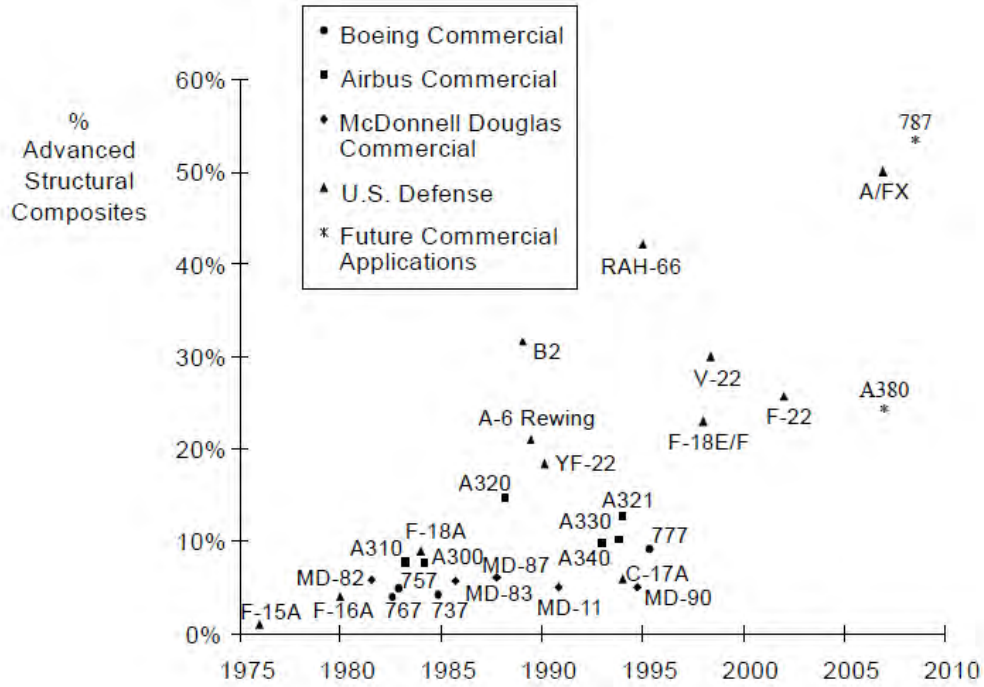 Boeing Commercial
Airbus Commercial
McDonnell Douglas
Commercial
U.S. Defense
Future Commercial
Applications
%
Advanced
Structural
Composites
60%
50%
40%
30%
20%
10%
0%
787
A/FX
RAH-66
B2
V-22
A380
F-22
A-6 Rewing
F-18E/F
YF-22
A320
A321
A330
777
F-18A
A310
A300
A340
MD-87
C-17A
MD-82
757
MD-83
MD-90
MD-11
F-15A
F-16A
767
737
1975
1980
1985
1990
1995
2000
2005
2010